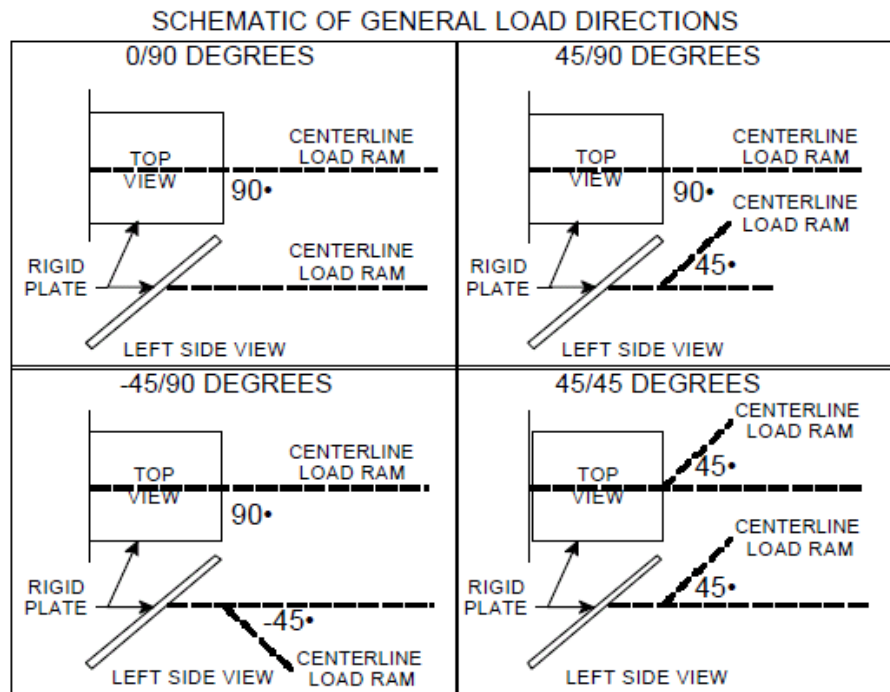 SCHEMATIC OF GENERAL LOAD DIRECTIONS
0/90 DEGREES
TOP
VIEW
CENTERLINE
LOAD RAM
90•
CENTERLINE
LOAD RAM
RIGID
PLATE
LEFT SIDE VIEW
45/90 DEGREES
TOP
VIEW
CENTERLINE
LOAD RAM
90•
CENTERLINE
LOAD RAM
45•
RIGID
PLATE
LEFT SIDE VIEW
-45/90 DEGREES
TOP
VIEW
CENTERLINE
LOAD RAM
90•
RIGID
PLATE
-45•
CENTERLINE
LOAD RAM
LEFT SIDE VIEW
45/45 DEGREES
CENTERLINE
LOAD RAM
TOP
VIEW
45•
CENTERLINE
LOAD RAM
45•
RIGID
PLATE
LEFT SIDE VIEW